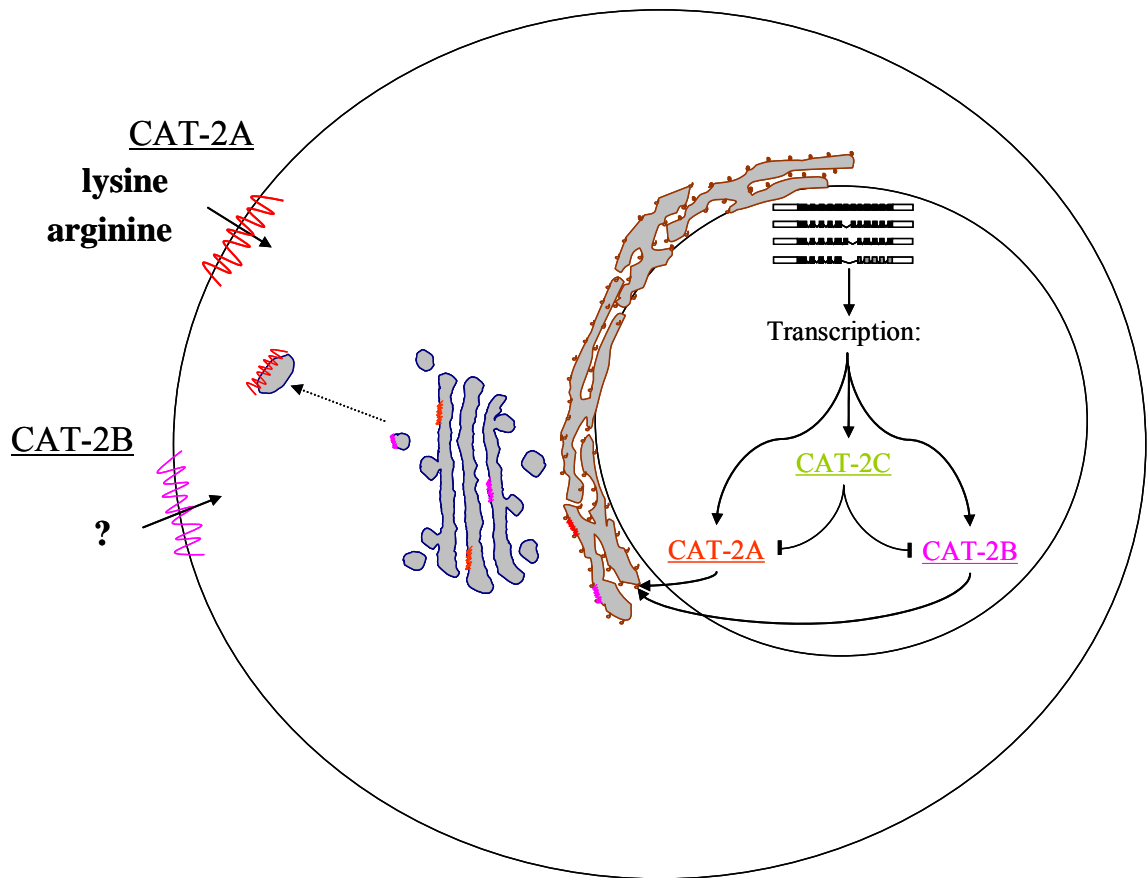 CAT-2A
lysine
arginine
CAT-2B
?
Transcription:
CAT-2C
CAT-2A
CAT-2B